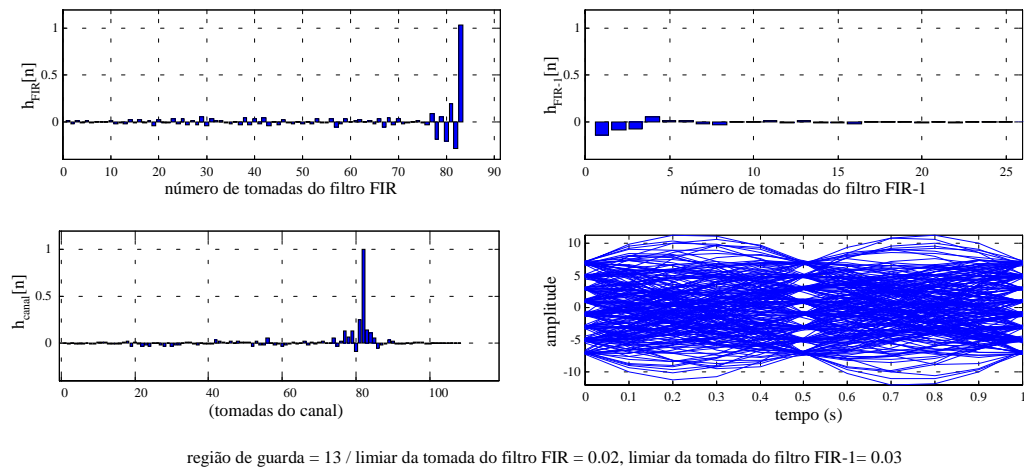 1
0.5
0
h_FIR[n]
0 10 20 30 40 50 60 70 80 90
número de tomadas do filtro FIR
1
0.5
0
h_FIR-1[n]
0 5 10 15 20 25
número de tomadas do filtro FIR-1
1
0.5
0
h_canal[n]
0 20 40 60 80 100
(tomadas do canal)
10
5
0
-5
-10
amplitude
0 0.1 0.2 0.3 0.4 0.5 0.6 0.7 0.8 0.9 1
tempo (s)
região de guarda = 13 / limiar da tomada do filtro FIR = 0.02, limiar da tomada do filtro FIR-1= 0.03